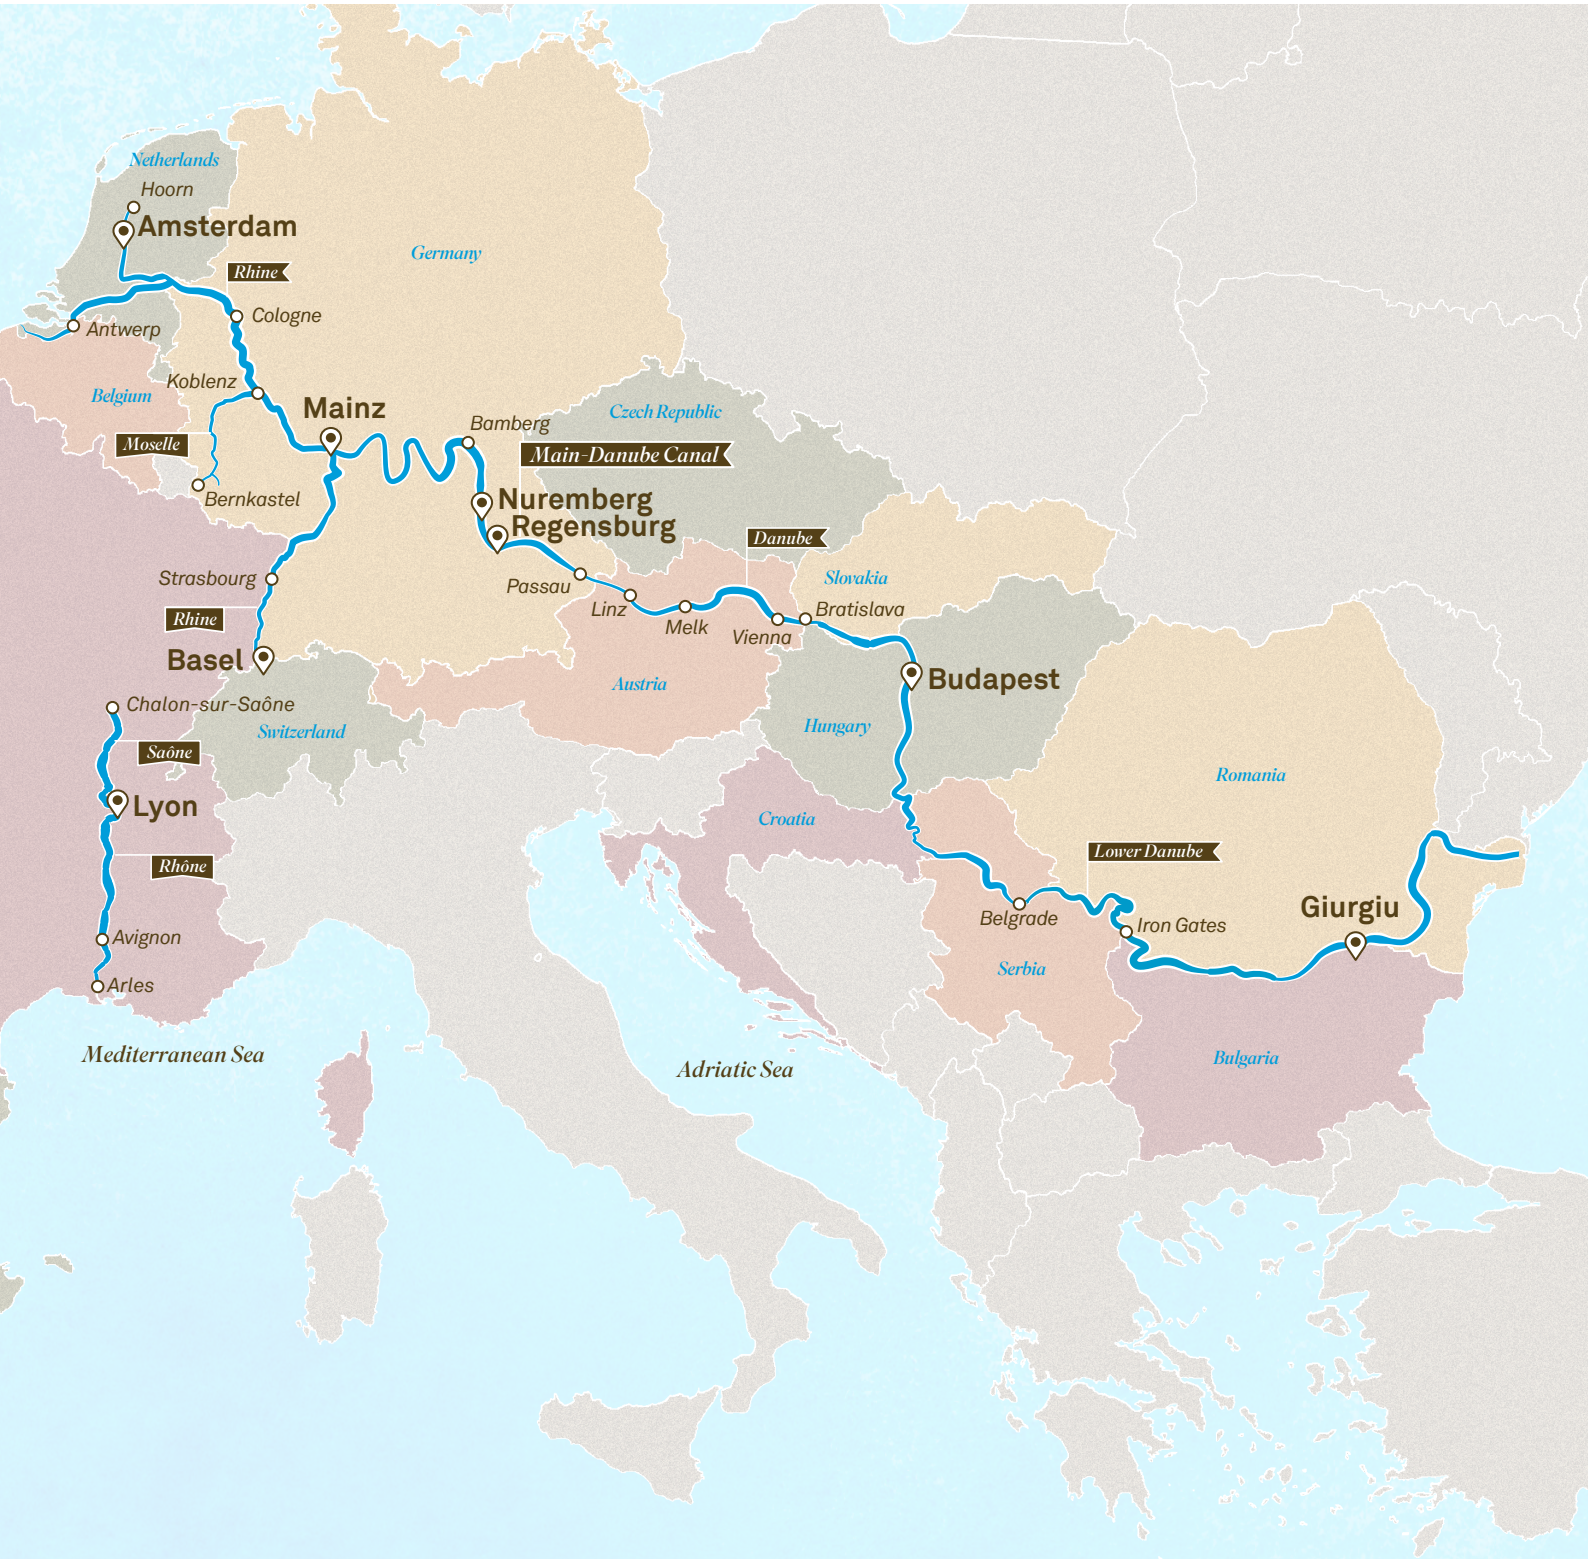 Netherlands
Hoorn
Amsterdam
Germany
Rhine
Cologne
Antwerp
Koblenz
Belgium
Mainz
Czech Republic
Bamberg
Moselle
Main-Danube Canal
Bernkastel
Nuremberg
Regensburg
Danube
Strasbourg
Passau
Slovakia
Linz
Bratislava
Rhine
Melk
Vienna
Basel
Budapest
Austria
Chalon-sur-Saône
Switzerland
Hungary
Saône
Romania
Lyon
Croatia
Lower Danube
Rhône
Giurgiu
Belgrade
Iron Gates
Avignon
Serbia
Arles
Mediterranean Sea
Bulgaria
Adriatic Sea